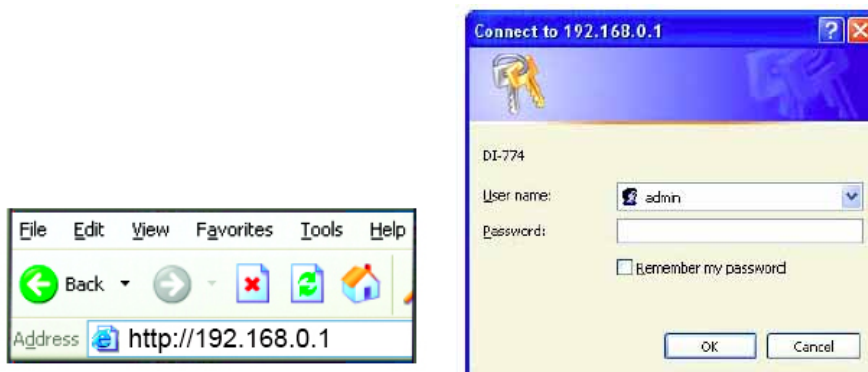 File Edit View Favorites Tools Help
Back
Address http://192.168.0.1
Connect to 192.168.0.1
DI-774
User name: admin
Password:
Remember my password
OK Cancel